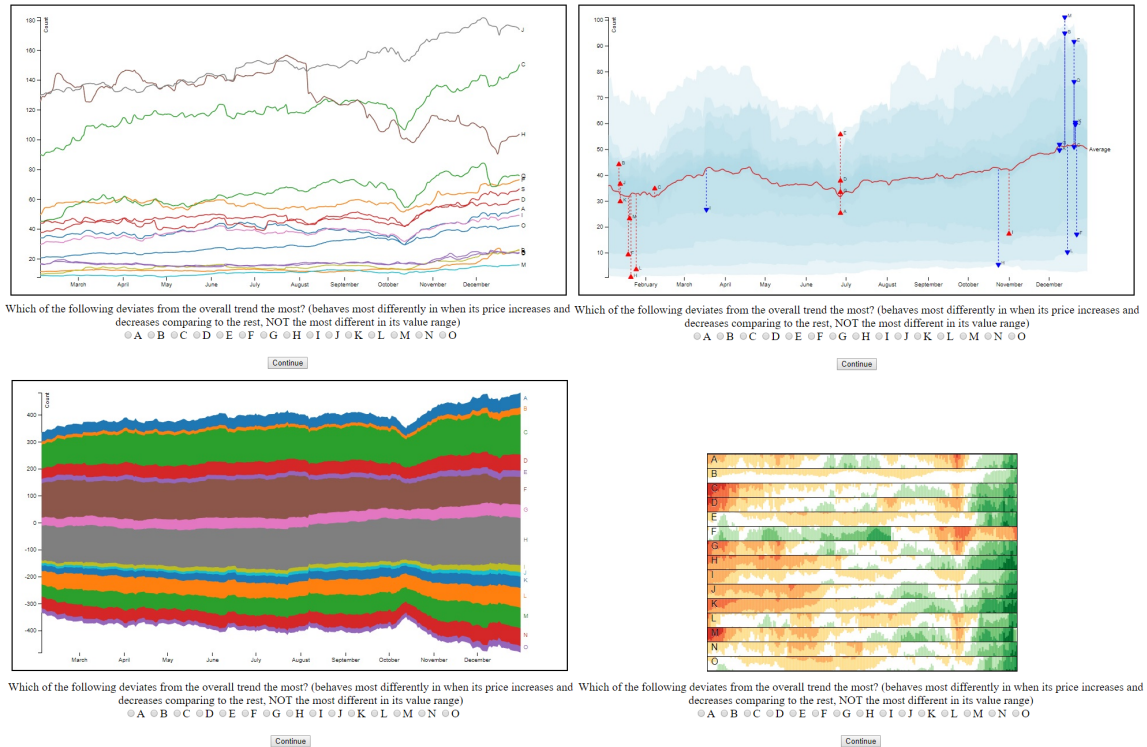 Count
180
160
140
120
100
80
60
40
20
J
C
H
S
D
A
I
O
M
March April May June July August September October November December
Which of the following deviates from the overall trend the most? (behaves most differently in when its price increases and
decreases comparing to the rest, NOT the most different in its value range)
A B C D E F G H I J K L M N O
Continue
Count
100
90
80
70
60
50
40
30
20
10
Average
February March April May June July August September October November December
Which of the following deviates from the overall trend the most? (behaves most differently in when its price increases and
decreases comparing to the rest, NOT the most different in its value range)
A B C D E F G H I J K L M N O
Continue
Count
400
300
200
100
0
-100
-200
-300
-400
A
B
C
D
E
F
G
H
I
J
K
L
M
N
O
March April May June July August September October November December
Which of the following deviates from the overall trend the most? (behaves most differently in when its price increases and
decreases comparing to the rest, NOT the most different in its value range)
A B C D E F G H I J K L M N O
Continue
A
B
C
D
E
F
G
H
I
J
K
L
M
N
O
Which of the following deviates from the overall trend the most? (behaves most differently in when its price increases and
decreases comparing to the rest, NOT the most different in its value range)
A B C D E F G H I J K L M N O
Continue